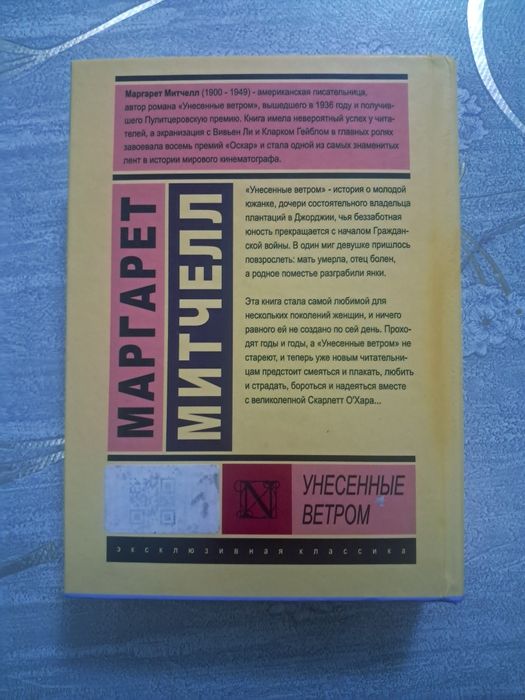 Маргарет Митчелл (1900 - 1949) - американская писательница,
автор романа «Унесенные ветром», вышедшего в 1936 году и получив-
шего Пулитцеровскую премию. Книга имела невероятный успех у чита-
телей, а экранизация с Вивьен Ли и Кларком Гейблом в главных ролях
завоевала восемь премий «Оскар» и стала одной из самых знаменитых
лент в истории мирового кинематографа.
МАРГАРЕТ
МИТЧЕЛЛ
«Унесенные ветром» - история о молодой
южанке, дочери состоятельного владельца
плантаций в Джорджии, чья беззаботная
юность прекращается с началом Граждан-
ской войны. В один миг девушке пришлось
повзрослеть: мать умерла, отец болен,
а родное поместье разграбили янки.
Эта книга стала самой любимой для
нескольких поколений женщин, и ничего
равного ей не создано по сей день. Прохо-
дят годы и годы, а «Унесенные ветром» не
стареют, и теперь уже новым читательни-
цам предстоит смеяться и плакать, любить
и страдать, бороться и надеяться вместе
с великолепной Скарлетт О'Хара...
N
УНЕСЕННЫЕ
ВЕТРОМ
эксклюзивная классика